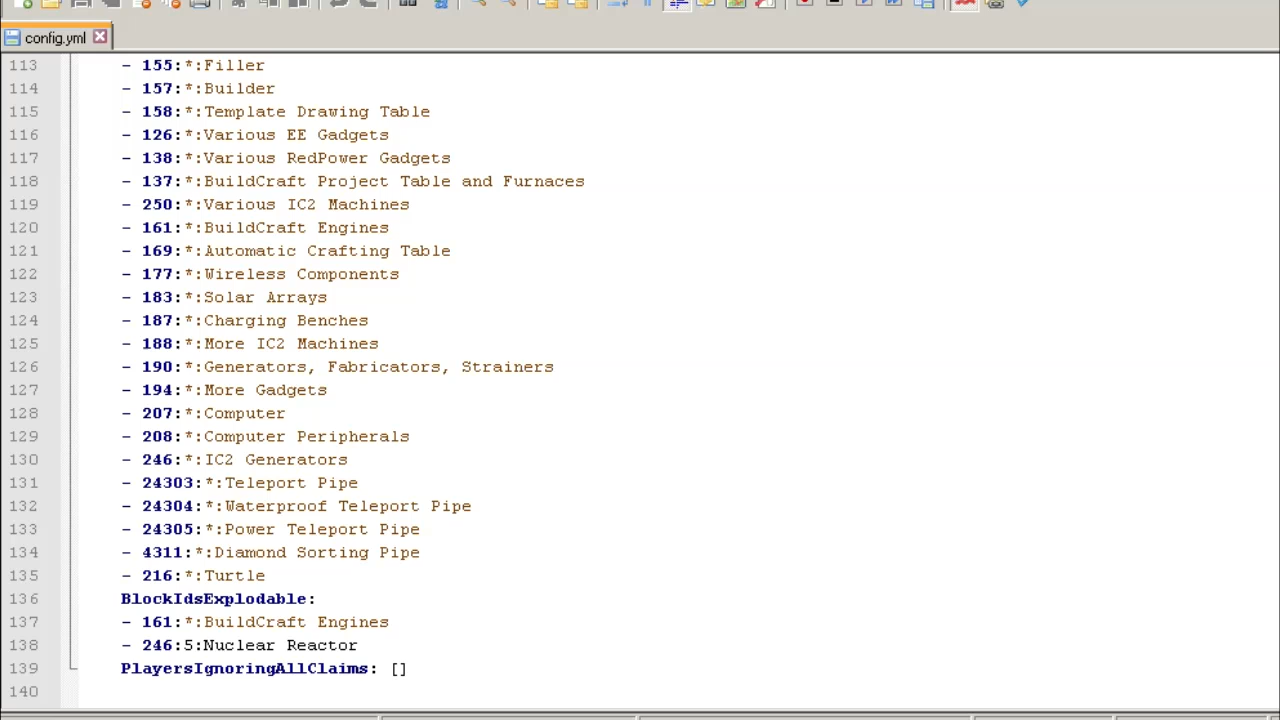 config.yml
113 - 155:*:Filler
114 - 157:*:Builder
115 - 158:*:Template Drawing Table
116 - 126:*:Various EE Gadgets
117 - 138:*:Various RedPower Gadgets
118 - 137:*:BuildCraft Project Table and Furnaces
119 - 250:*:Various IC2 Machines
120 - 161:*:BuildCraft Engines
121 - 169:*:Automatic Crafting Table
122 - 177:*:Wireless Components
123 - 183:*:Solar Arrays
124 - 187:*:Charging Benches
125 - 188:*:More IC2 Machines
126 - 190:*:Generators, Fabricators, Strainers
127 - 194:*:More Gadgets
128 - 207:*:Computer
129 - 208:*:Computer Peripherals
130 - 246:*:IC2 Generators
131 - 24303:*:Teleport Pipe
132 - 24304:*:Waterproof Teleport Pipe
133 - 24305:*:Power Teleport Pipe
134 - 4311:*:Diamond Sorting Pipe
135 - 216:*:Turtle
136 BlockIdsExplodable:
137 - 161:*:BuildCraft Engines
138 - 246:5:Nuclear Reactor
139 PlayersIgnoringAllClaims: []
140